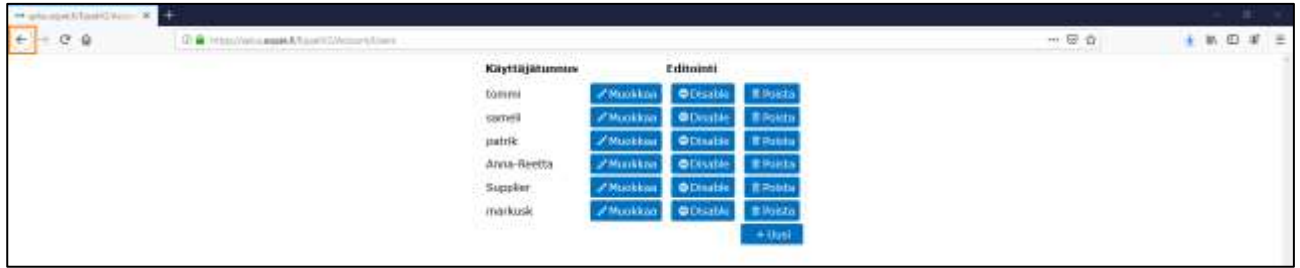 Käyttäjätunnus Editointi
tommi Muokkaa Disable Poista
sameli Muokkaa Disable Poista
patrik Muokkaa Disable Poista
Anna-Reetta Muokkaa Disable Poista
Supplier Muokkaa Disable Poista
markusk Muokkaa Disable Poista
+ Uusi